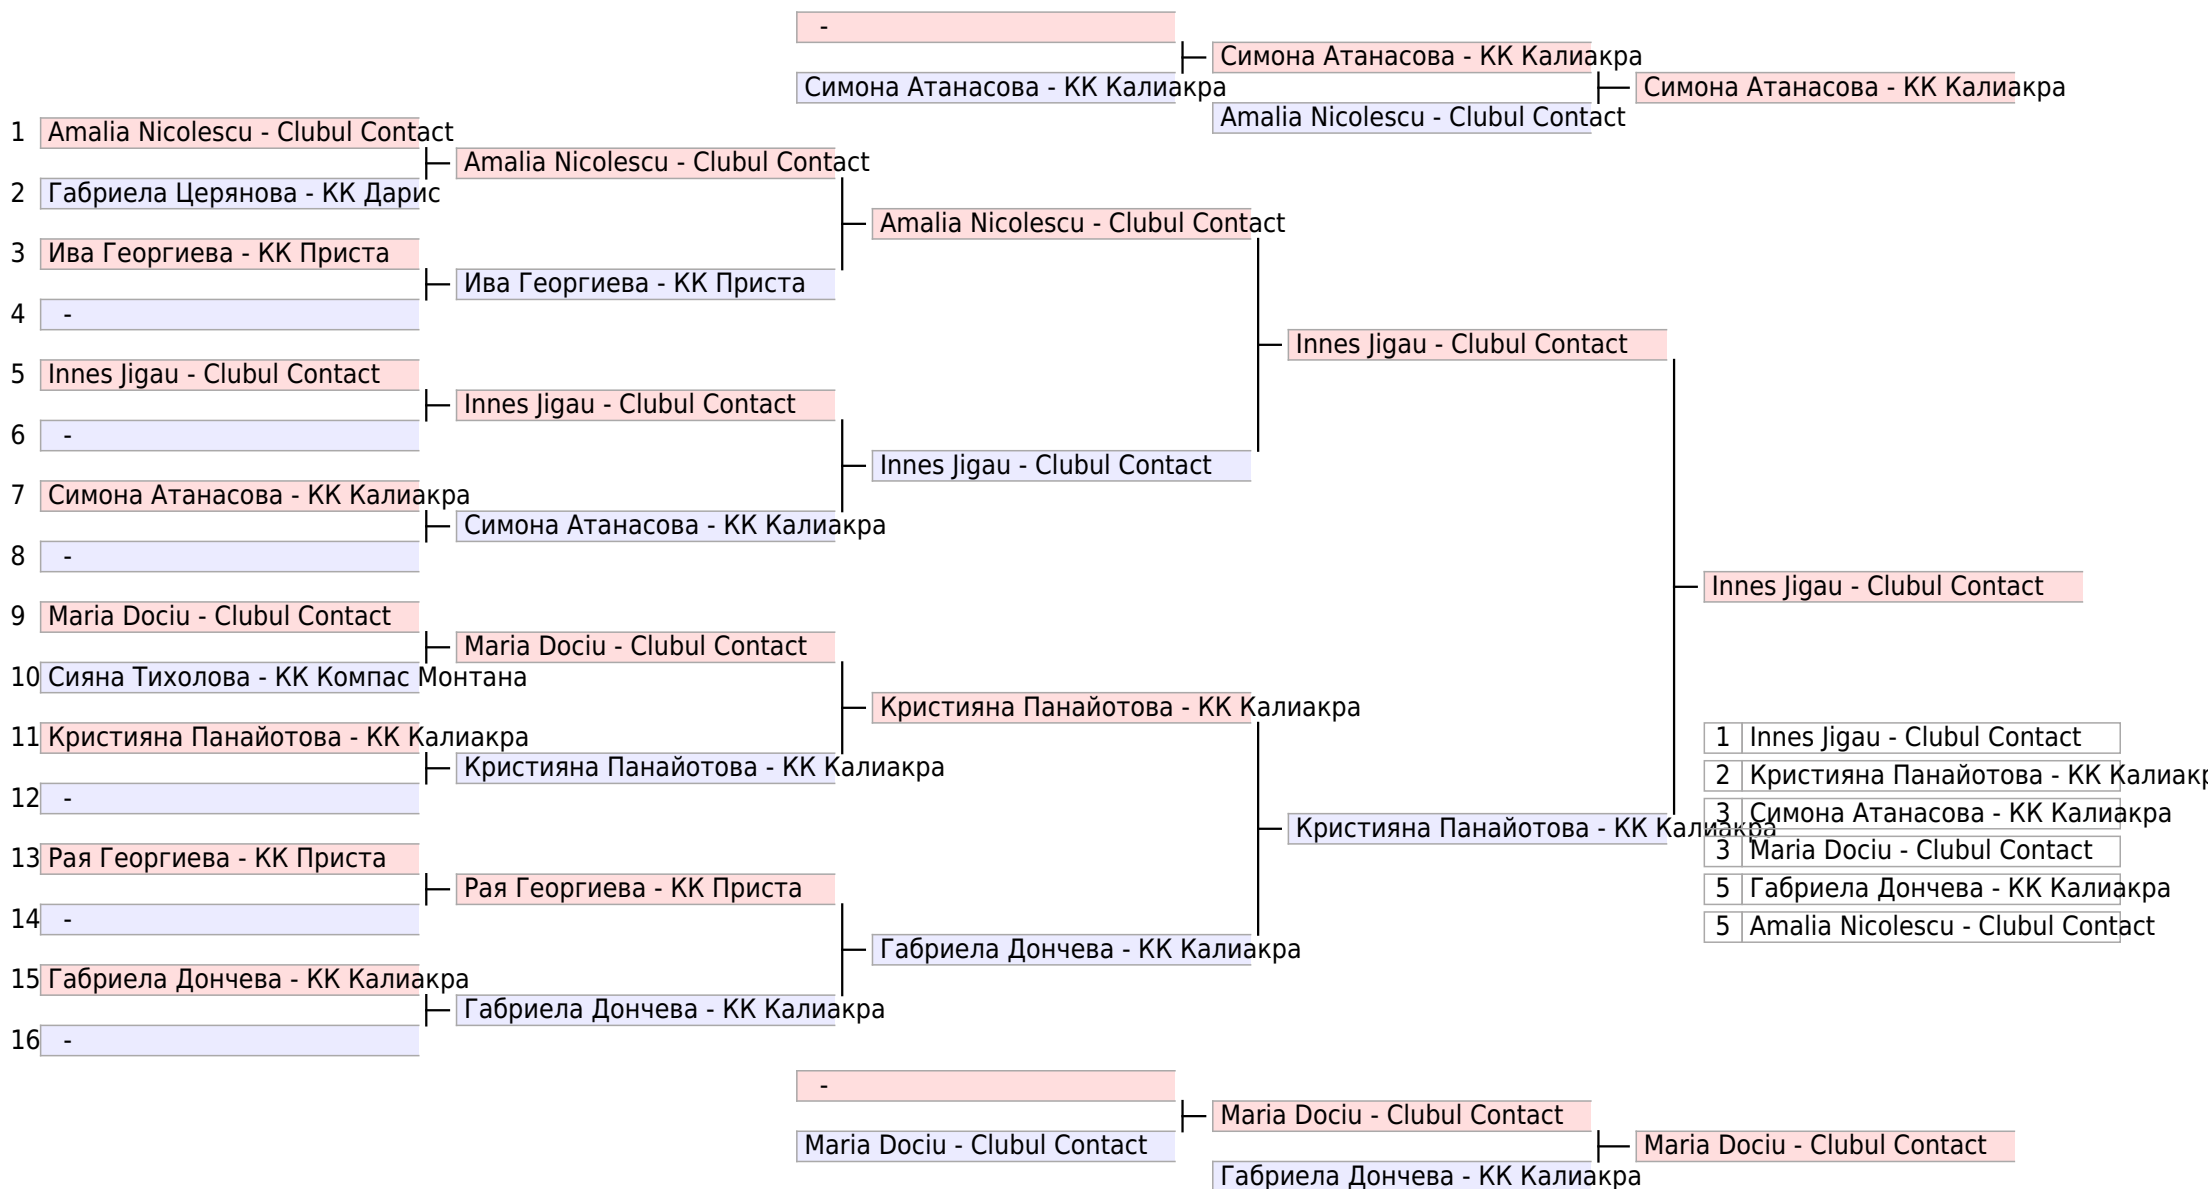 -
Симона Атанасова - КК Калиакра
Симона Атанасова - КК Калиакра
Симона Атанасова - КК Калиакра
Amalia Nicolescu - Clubul Contact
1 Amalia Nicolescu - Clubul Contact
Amalia Nicolescu - Clubul Contact
2 Габриела Церянова - КК Дарис
Amalia Nicolescu - Clubul Contact
3 Ива Георгиева - КК Приста
Ива Георгиева - КК Приста
4 -
Innes Jigau - Clubul Contact
5 Innes Jigau - Clubul Contact
Innes Jigau - Clubul Contact
6 -
Innes Jigau - Clubul Contact
7 Симона Атанасова - КК Калиакра
Симона Атанасова - КК Калиакра
8 -
Innes Jigau - Clubul Contact
9 Maria Dociu - Clubul Contact
Maria Dociu - Clubul Contact
10 Сияна Тихолова - КК Компас Монтана
Кристияна Панайотова - КК Калиакра
11 Кристияна Панайотова - КК Калиакра
Кристияна Панайотова - КК Калиакра
12 -
Кристияна Панайотова - КК Калиакра
13 Рая Георгиева - КК Приста
Рая Георгиева - КК Приста
14 -
Габриела Дончева - КК Калиакра
15 Габриела Дончева - КК Калиакра
Габриела Дончева - КК Калиакра
16 -
1 Innes Jigau - Clubul Contact
2 Кристияна Панайотова - КК Калиакр
3 Симона Атанасова - КК Калиакра
3 Maria Dociu - Clubul Contact
5 Габриела Дончева - КК Калиакра
5 Amalia Nicolescu - Clubul Contact
-
Maria Dociu - Clubul Contact
Maria Dociu - Clubul Contact
Maria Dociu - Clubul Contact
Габриела Дончева - КК Калиакра